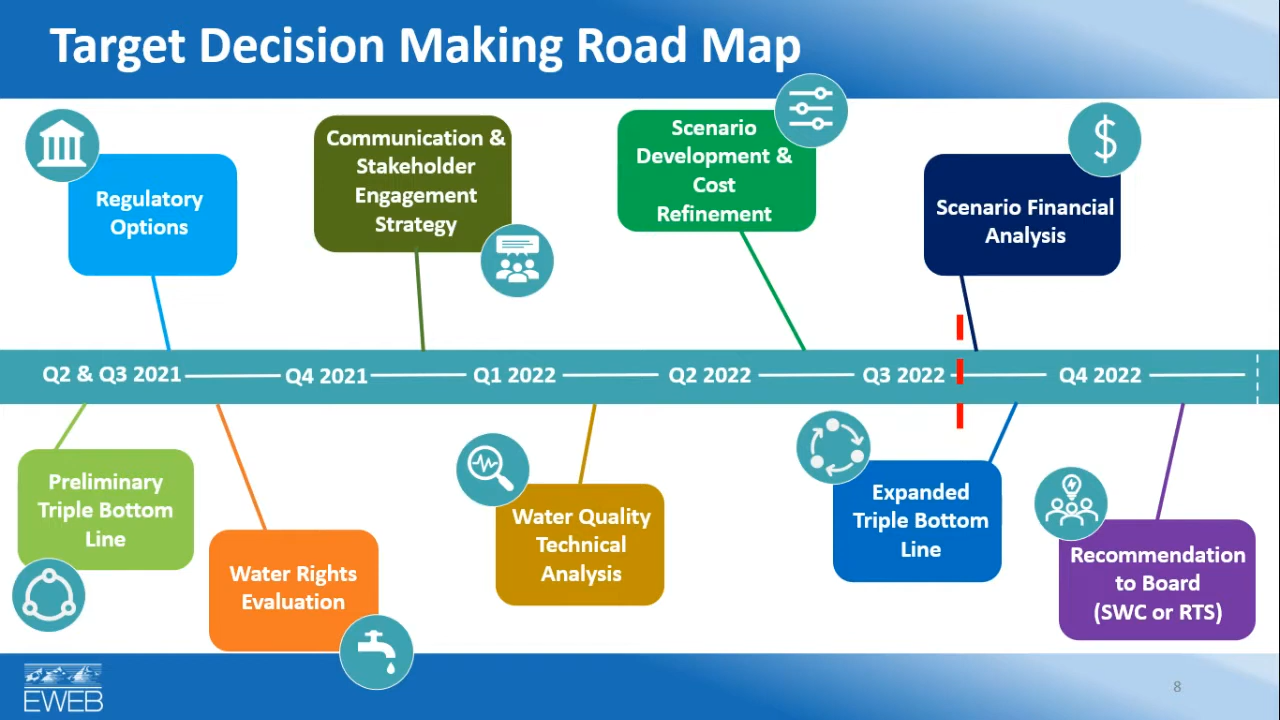 Target Decision Making Road Map
Regulatory
Options
Communication &
Stakeholder
Engagement
Strategy
Scenario
Development &
Cost
Refinement
$
Scenario Financial
Analysis
Q2 & Q3 2021
Q4 2021
Q1 2022
Q2 2022
Q3 2022
Q4 2022
Preliminary
Triple Bottom
Line
Water Rights
Evaluation
Water Quality
Technical
Analysis
Expanded
Triple Bottom
Line
Recommendation
to Board
(SWC or RTS)
EWEB
8